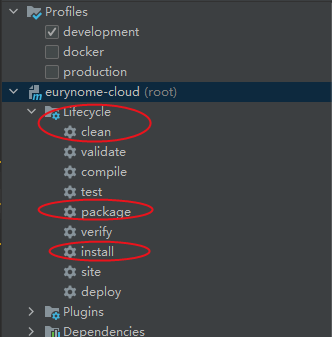 Profiles
development
docker
production
eurynome-cloud (root)
Lifecycle
clean
validate
compile
test
package
verify
install
site
deploy
Plugins
Dependencies